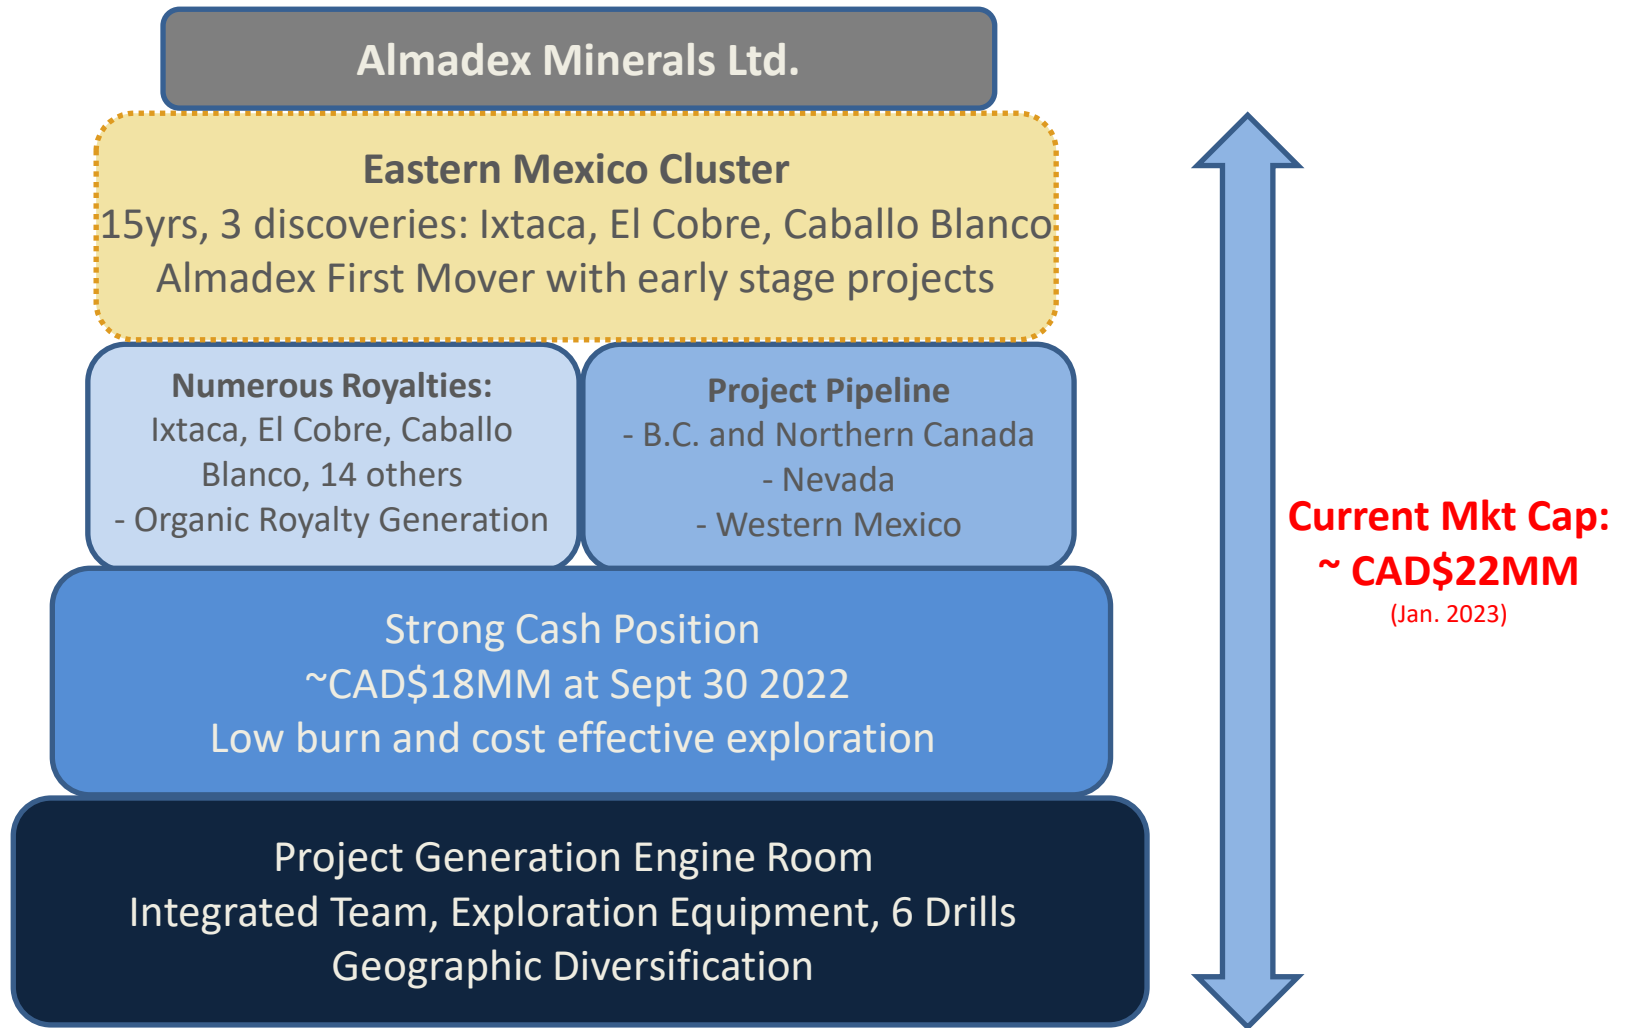 Almadex Minerals Ltd.
Eastern Mexico Cluster
15yrs, 3 discoveries: Ixtaca, El Cobre, Caballo Blanco
Almadex First Mover with early stage projects
Numerous Royalties:
Ixtaca, El Cobre, Caballo
Blanco, 14 others
- Organic Royalty Generation
Project Pipeline
- B.C. and Northern Canada
- Nevada
- Western Mexico
Strong Cash Position
~CAD$18MM at Sept 30 2022
Low burn and cost effective exploration
Project Generation Engine Room
Integrated Team, Exploration Equipment, 6 Drills
Geographic Diversification
Current Mkt Cap:
~ CAD$22MM
(Jan. 2023)